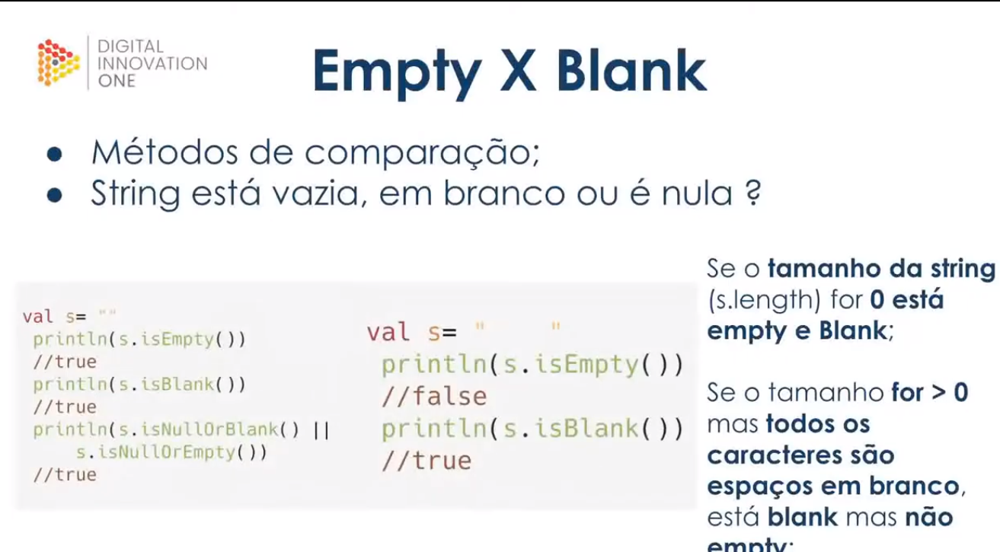 DIGITAL
INNOVATION
ONE
Empty X Blank
● Métodos de comparação;
● String está vazia, em branco ou é nula ?
val s= ""
println(s.isEmpty())
//true
println(s.isBlank())
//true
println(s.isNullOrBlank() ||
s.isNullOrEmpty())
//true
val s= "    "
println(s.isEmpty())
//false
println(s.isBlank())
//true
Se o tamanho da string
(s.length) for 0 está
empty e Blank;
Se o tamanho for > 0
mas todos os
caracteres são
espaços em branco,
está blank mas não
empty;